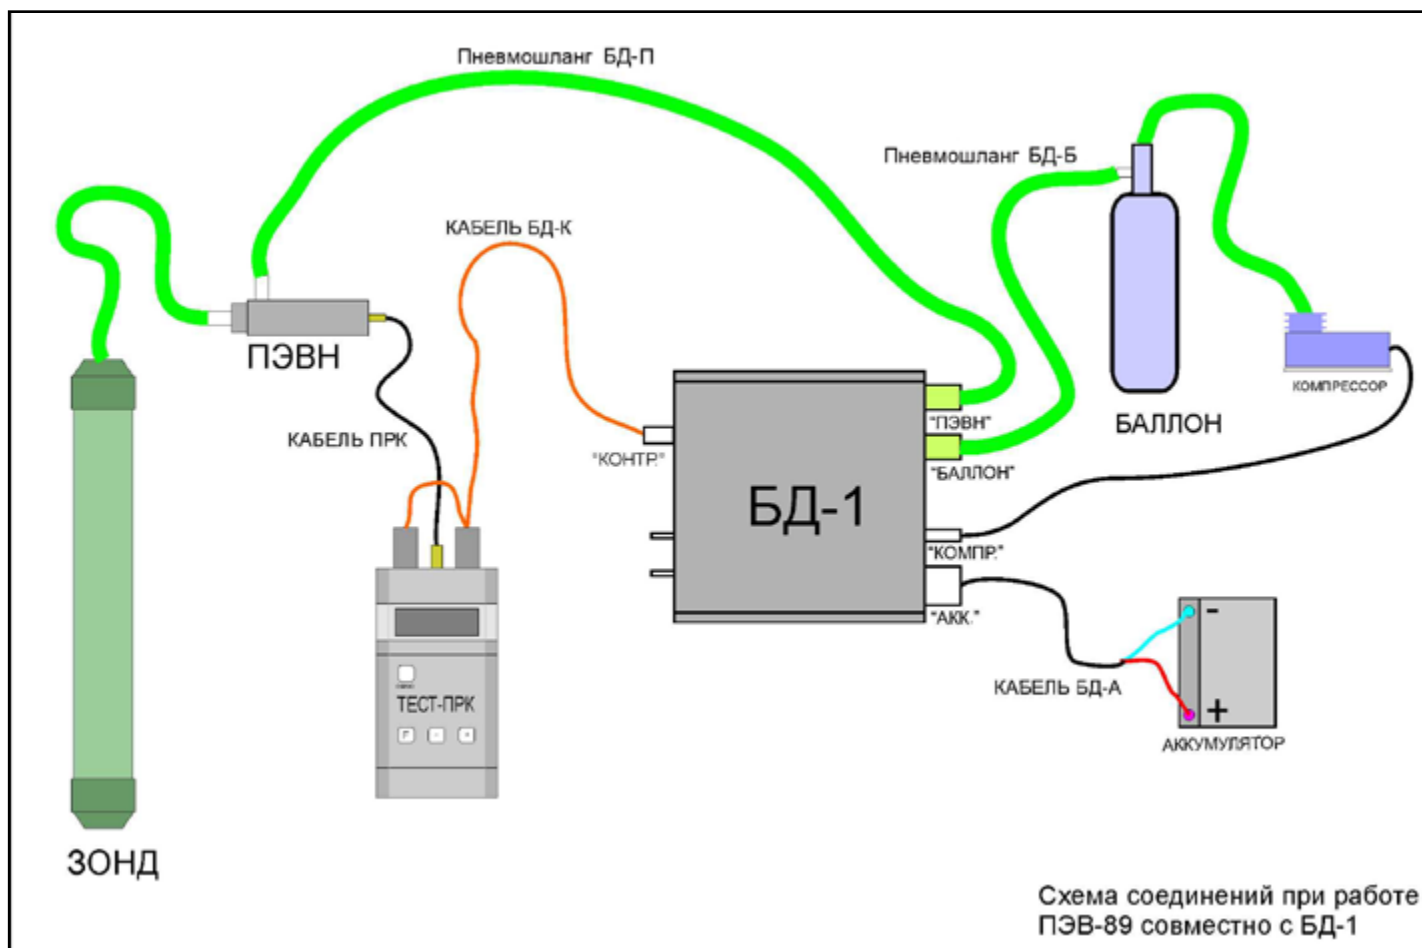 Пневмошланг БД-П
Пневмошланг БД-Б
КАБЕЛЬ БД-К
ПЭВН
КОМПРЕССОР
"ПЭВН"
БАЛЛОН
КАБЕЛЬ ПРК
"КОНТР."
"БАЛЛОН"
БД-1
"КОМПР."
"АКК."
-
КАБЕЛЬ БД-А
ТЕСТ-ПРК
+
АККУМУЛЯТОР
ЗОНД
Схема соединений при работе
ПЭВ-89 совместно с БД-1